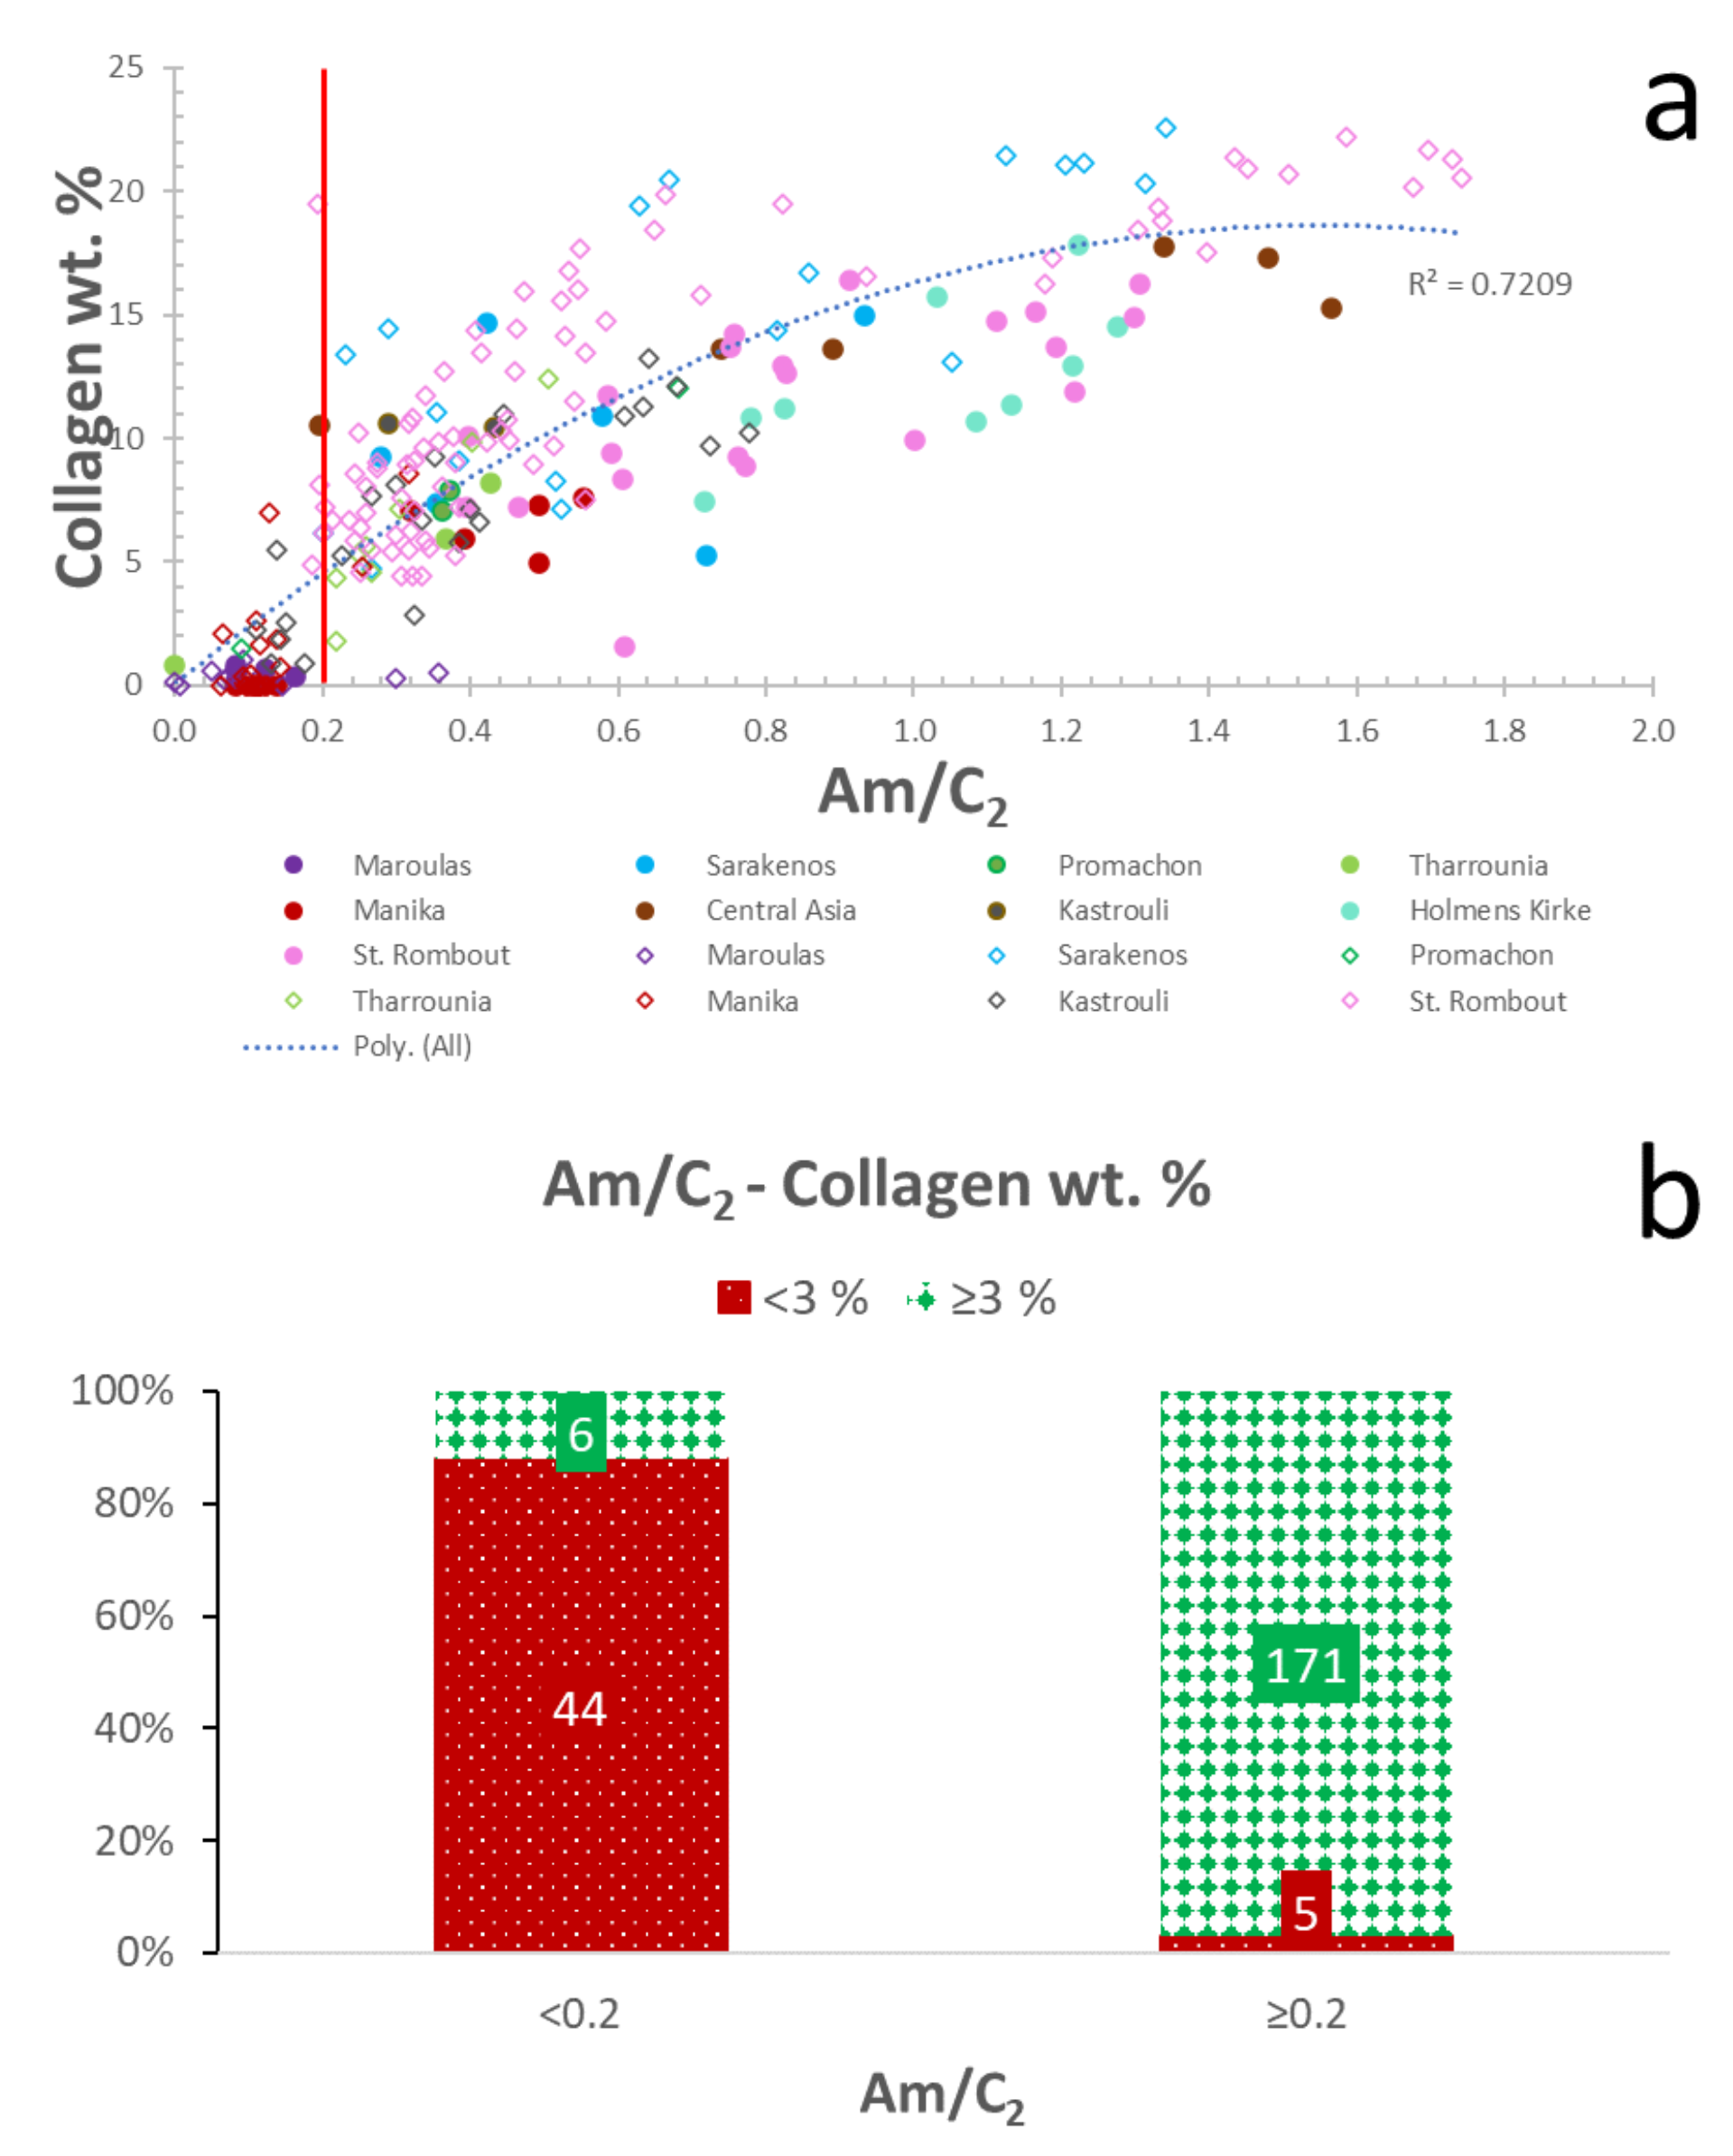 a
25
20
15
10
5
0
Collagen wt. %
0.0 0.2 0.4 0.6 0.8 1.0 1.2 1.4 1.6 1.8 2.0
R² = 0.7209
Am/C₂
Maroulas Sarakenos Promachon Tharrounia
Manika Central Asia Kastrouli Holmens Kirke
St. Rombout Maroulas Sarakenos Promachon
Tharrounia Manika Kastrouli St. Rombout
Poly. (All)
b
Am/C₂ - Collagen wt. %
<3 % ≥3 %
100%
80%
60%
40%
20%
0%
6
44
171
5
<0.2 ≥0.2
Am/C₂